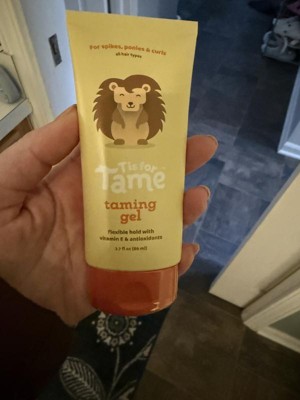 For spikes, ponies & curls
all hair types
T is for
Tame
taming
gel
flexible hold with
vitamin E & antioxidants